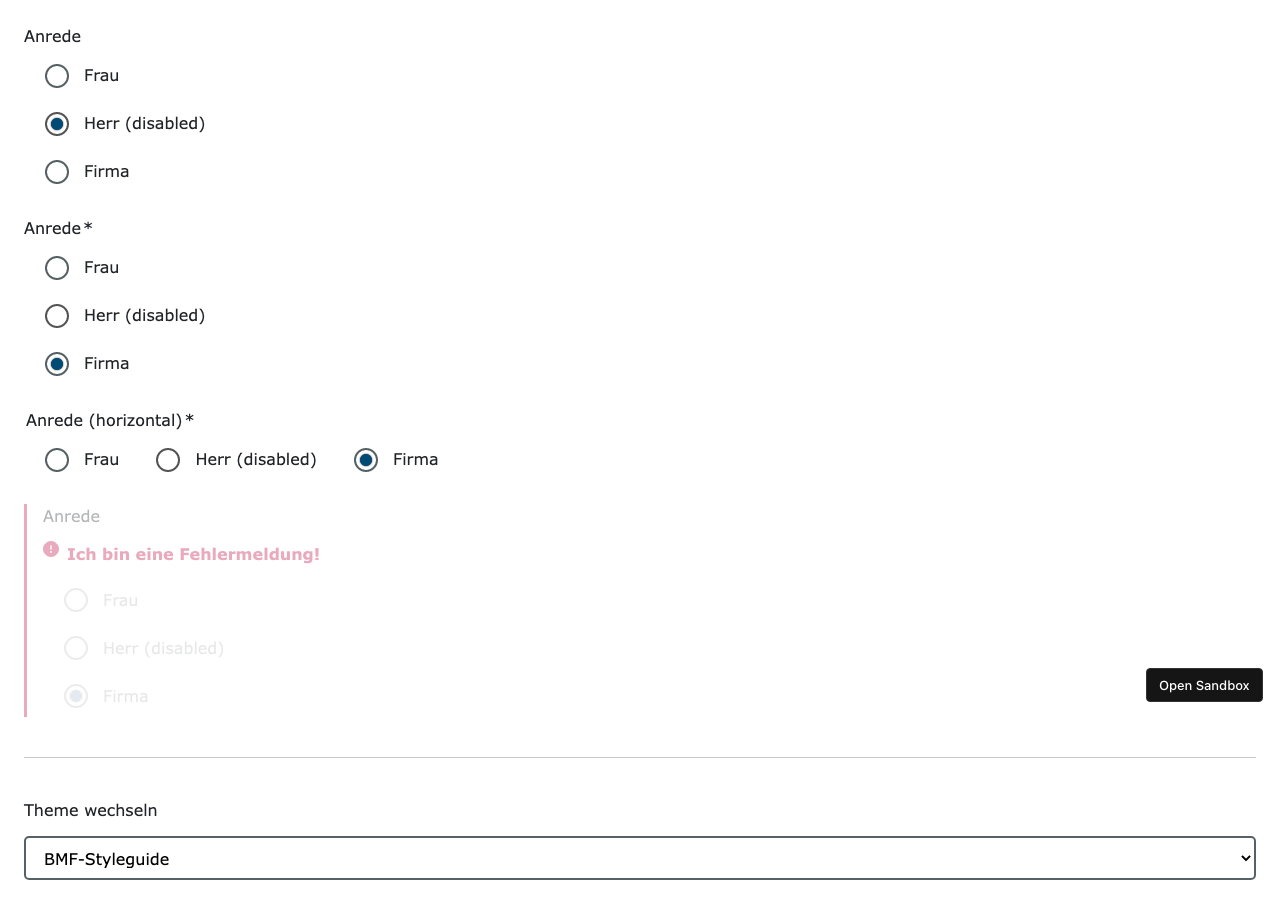 Anrede
Frau
Herr (disabled)
Firma
Anrede*
Frau
Herr (disabled)
Firma
Anrede (horizontal)*
Frau Herr (disabled) Firma
Anrede
Ich bin eine Fehlermeldung!
Frau
Herr (disabled)
Firma
Open Sandbox
Theme wechseln
BMF-Styleguide